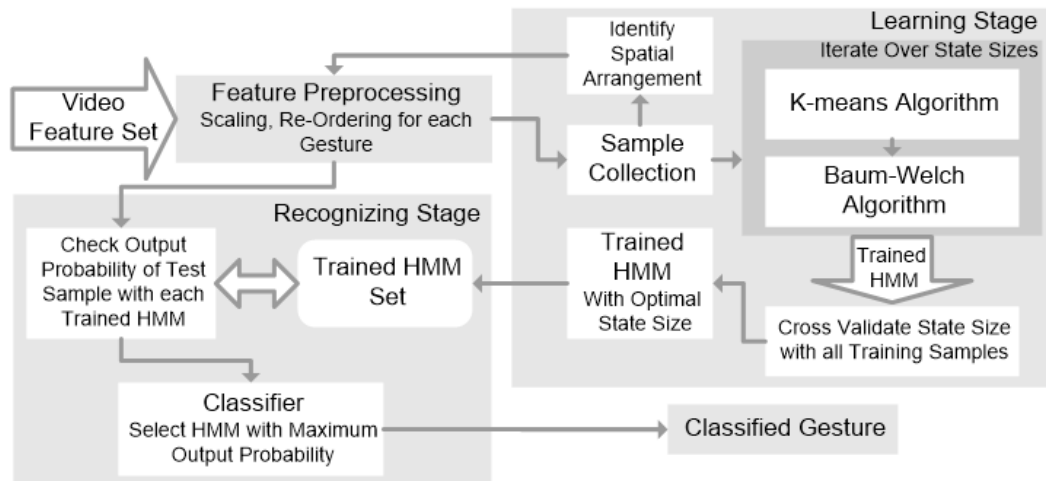 Video
Feature Set
Feature Preprocessing
Scaling, Re-Ordering for each
Gesture
Learning Stage
Identify
Spatial
Arrangement
Sample
Collection
Iterate Over State Sizes
K-means Algorithm
Baum-Welch
Algorithm
Trained
HMM
Cross Validate State Size
with all Training Samples
Trained
HMM
With Optimal
State Size
Recognizing Stage
Check Output
Probability of Test
Sample with each
Trained HMM
Trained HMM
Set
Classifier
Select HMM with Maximum
Output Probability
Classified Gesture